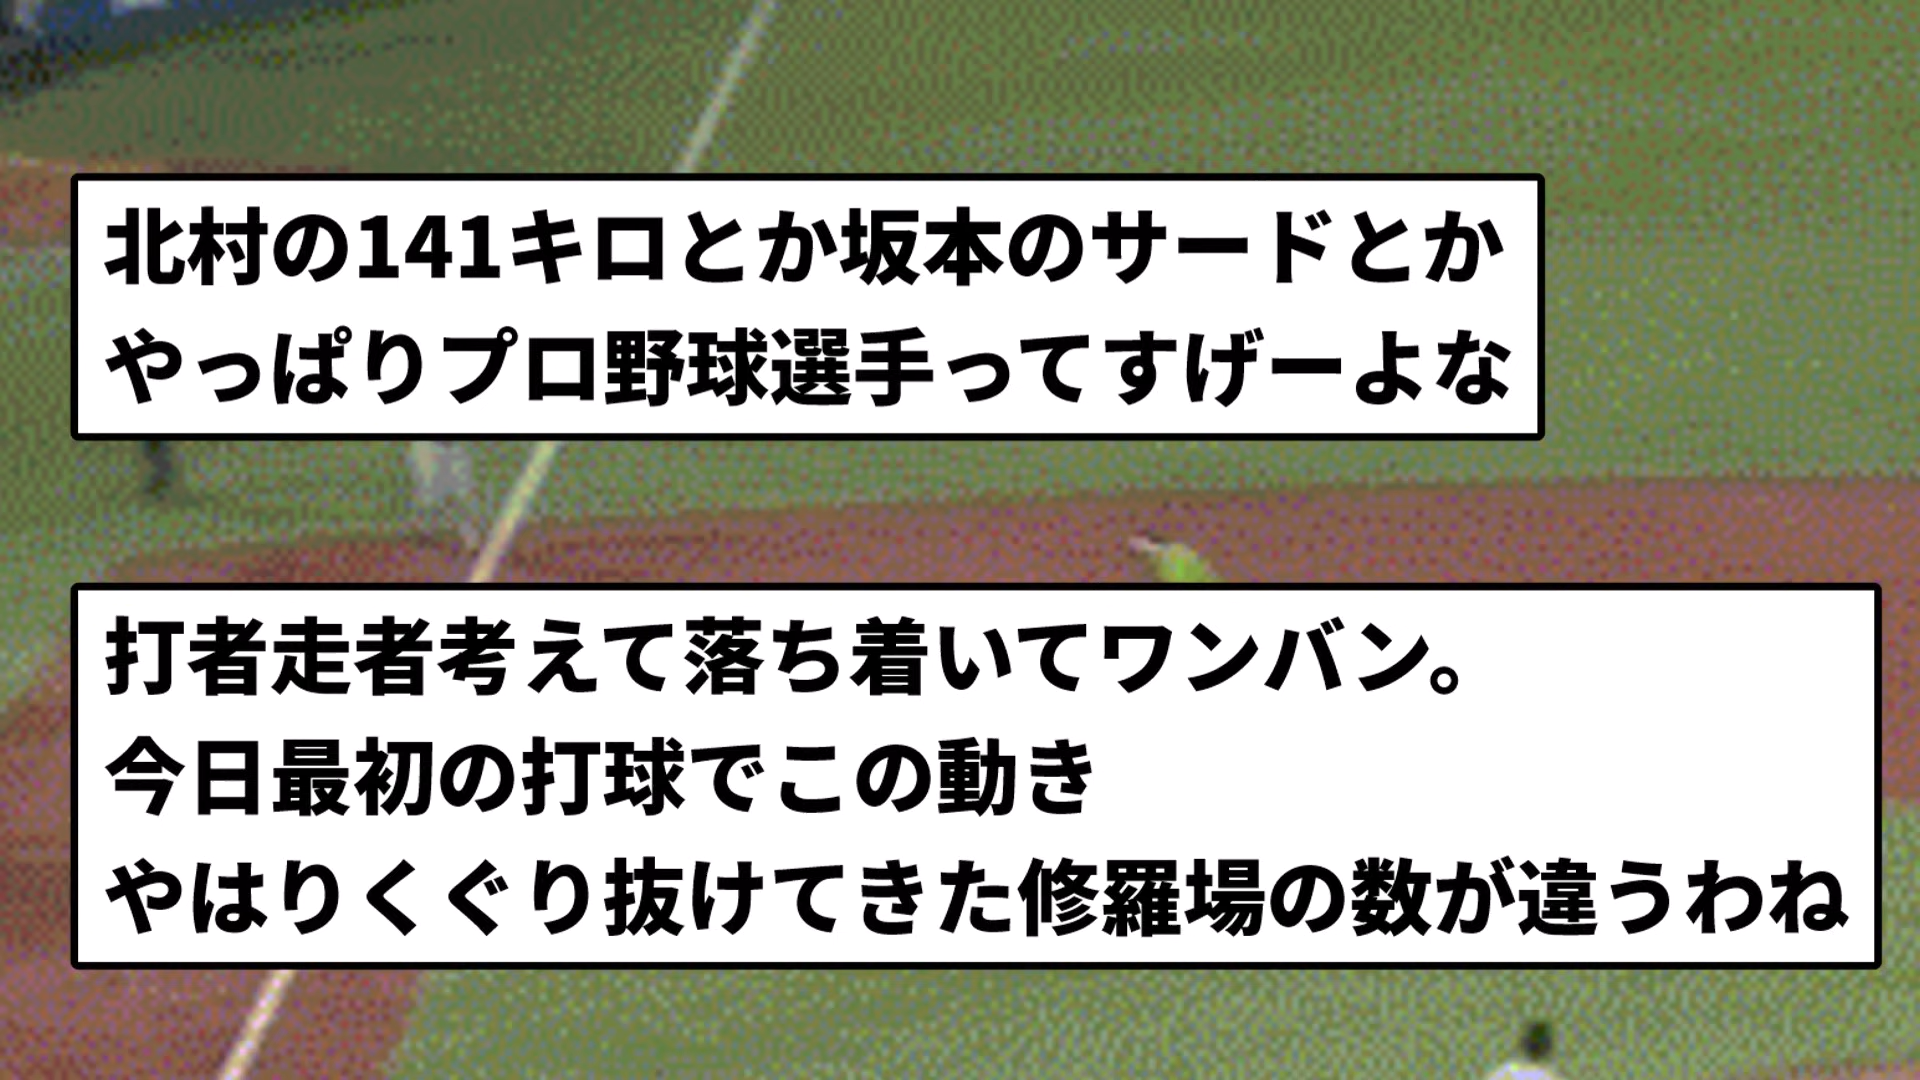 北村の141キロとか坂本のサードとか
やっぱりプロ野球選手ってすげーよな
打者走者考えて落ち着いてワンバン。
今日最初の打球でこの動き
やはりくぐり抜けてきた修羅場の数が違うわね